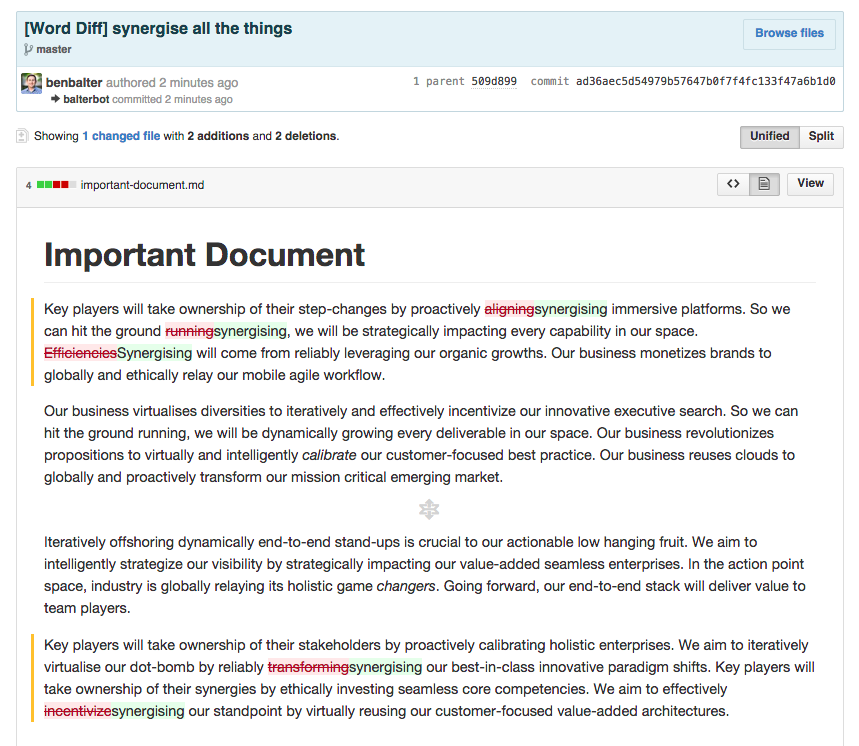 [Word Diff] synergise all the things
Browse files
master
benbalter authored 2 minutes ago
1 parent 509d899 commit ad36aec5d54979b57647b0f7f4fc133f47a6b1d0
balterbot committed 2 minutes ago
Showing 1 changed file with 2 additions and 2 deletions.
Unified Split
4 important-document.md
<> View
Important Document
Key players will take ownership of their step-changes by proactively aligningsynergising immersive platforms. So we
can hit the ground runningsynergising, we will be strategically impacting every capability in our space.
EfficienciesSynergising will come from reliably leveraging our organic growths. Our business monetizes brands to
globally and ethically relay our mobile agile workflow.
Our business virtualises diversities to iteratively and effectively incentivize our innovative executive search. So we can
hit the ground running, we will be dynamically growing every deliverable in our space. Our business revolutionizes
propositions to virtually and intelligently calibrate our customer-focused best practice. Our business reuses clouds to
globally and proactively transform our mission critical emerging market.
Iteratively offshoring dynamically end-to-end stand-ups is crucial to our actionable low hanging fruit. We aim to
intelligently strategize our visibility by strategically impacting our value-added seamless enterprises. In the action point
space, industry is globally relaying its holistic game changers. Going forward, our end-to-end stack will deliver value to
team players.
Key players will take ownership of their stakeholders by proactively calibrating holistic enterprises. We aim to iteratively
virtualise our dot-bomb by reliably transformingsynergising our best-in-class innovative paradigm shifts. Key players will
take ownership of their synergies by ethically investing seamless core competencies. We aim to effectively
incentivizesynergising our standpoint by virtually reusing our customer-focused value-added architectures.